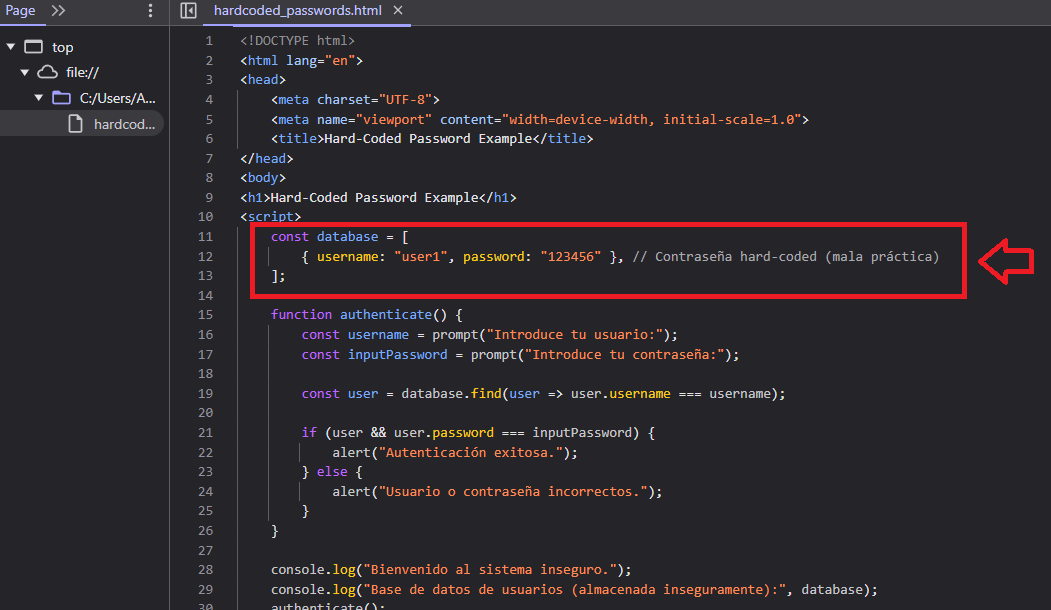 Page
hardcoded_passwords.html
top
file://
C:/Users/A...
hardcod...
1 <!DOCTYPE html>
2 <html lang="en">
3 <head>
4     <meta charset="UTF-8">
5     <meta name="viewport" content="width=device-width, initial-scale=1.0">
6     <title>Hard-Coded Password Example</title>
7 </head>
8 <body>
9 <h1>Hard-Coded Password Example</h1>
10 <script>
11     const database = [
12         { username: "user1", password: "123456" }, // Contraseña hard-coded (mala práctica)
13     ];
14
15     function authenticate() {
16         const username = prompt("Introduce tu usuario:");
17         const inputPassword = prompt("Introduce tu contraseña:");
18
19         const user = database.find(user => user.username === username);
20
21         if (user && user.password === inputPassword) {
22             alert("Autenticación exitosa.");
23         } else {
24             alert("Usuario o contraseña incorrectos.");
25         }
26     }
27
28     console.log("Bienvenido al sistema inseguro.");
29     console.log("Base de datos de usuarios (almacenada inseguramente):", database);
30     authenticate();